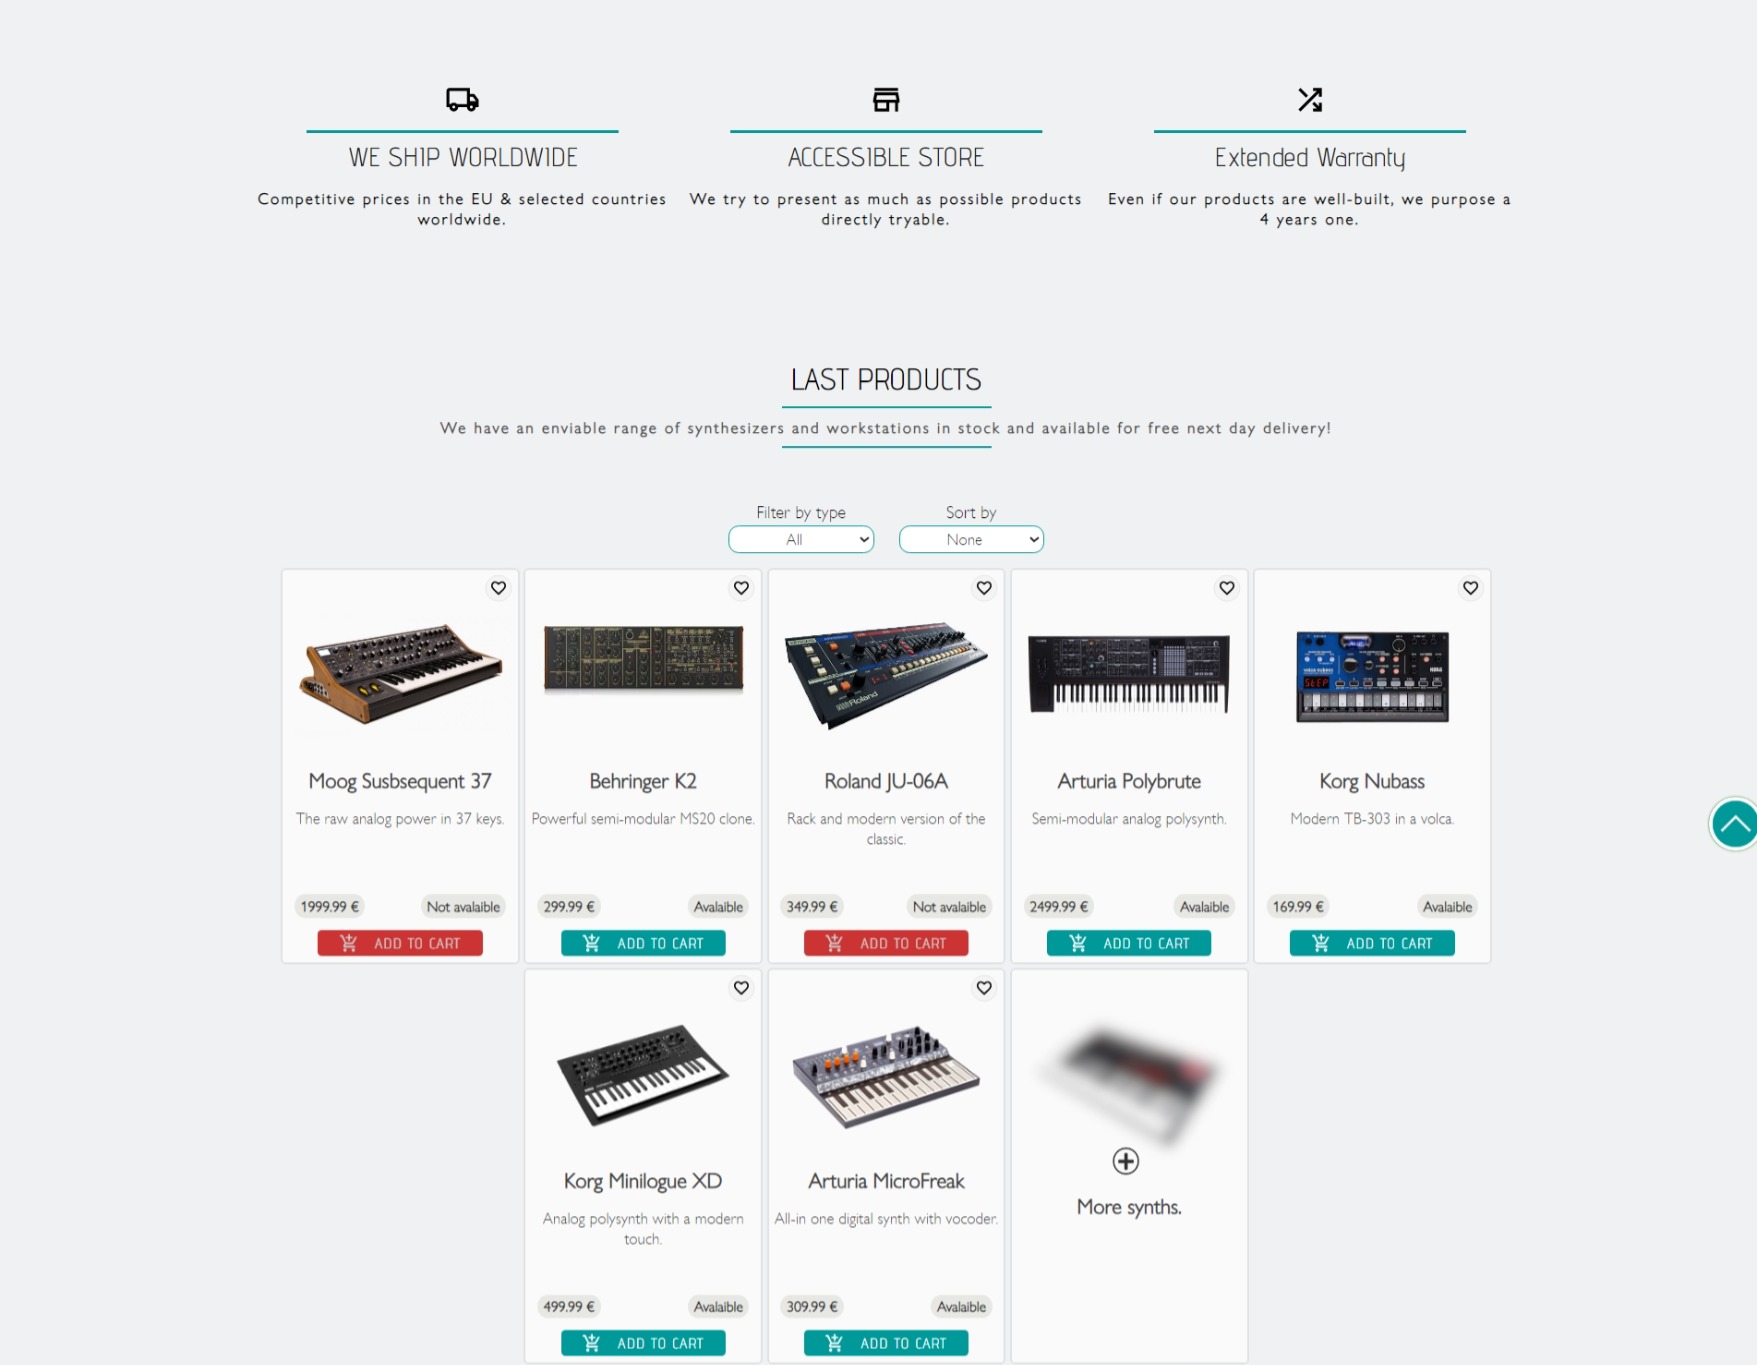 WE SHIP WORLDWIDE
Competitive prices in the EU & selected countries
worldwide.
ACCESSIBLE STORE
We try to present as much as possible products
directly tryable.
Extended Warranty
Even if our products are well-built, we purpose a
4 years one.
LAST PRODUCTS
We have an enviable range of synthesizers and workstations in stock and available for free next day delivery!
Filter by type
All
Sort by
None
Roland
KORG
StEP
Moog Susbsequent 37
The raw analog power in 37 keys.
1999.99 €
Not avalaible
ADD TO CART
Behringer K2
Powerful semi-modular MS20 clone.
299.99 €
Avalaible
ADD TO CART
Roland JU-06A
Rack and modern version of the
classic.
349.99 €
Not avalaible
ADD TO CART
Arturia Polybrute
Semi-modular analog polysynth.
2499.99 €
Avalaible
ADD TO CART
Korg Nubass
Modern TB-303 in a volca.
169.99 €
Avalaible
ADD TO CART
Korg Minilogue XD
Analog polysynth with a modern
touch.
499.99 €
Avalaible
ADD TO CART
Arturia MicroFreak
All-in one digital synth with vocoder.
309.99 €
Avalaible
ADD TO CART
More synths.